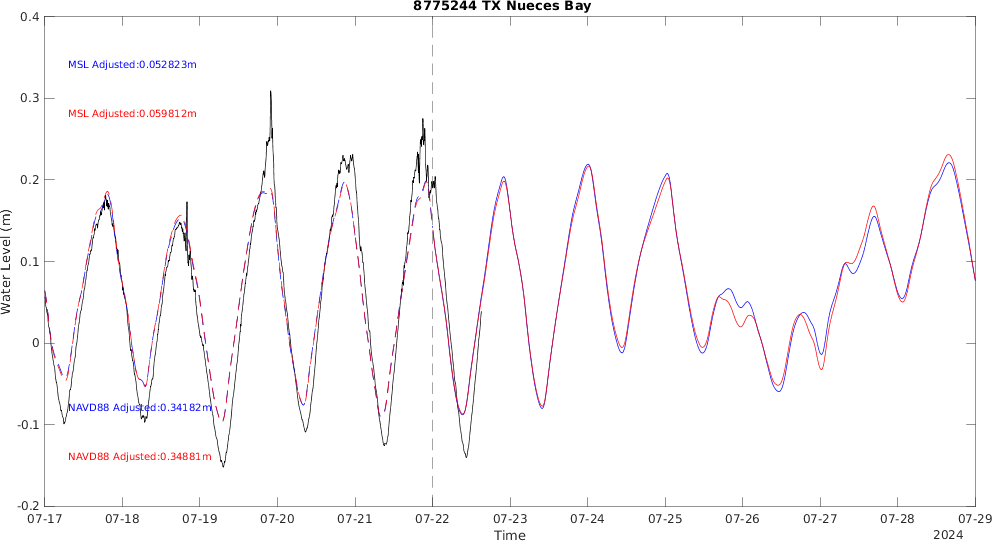 8775244 TX Nueces Bay
0.4
0.3
0.2
0.1
0
-0.1
-0.2
Water Level (m)
MSL Adjusted:0.052823m
MSL Adjusted:0.059812m
NAVD88 Adjusted:0.34182m
NAVD88 Adjusted:0.34881m
07-17 07-18 07-19 07-20 07-21 07-22 07-23 07-24 07-25 07-26 07-27 07-28 07-29
Time
2024